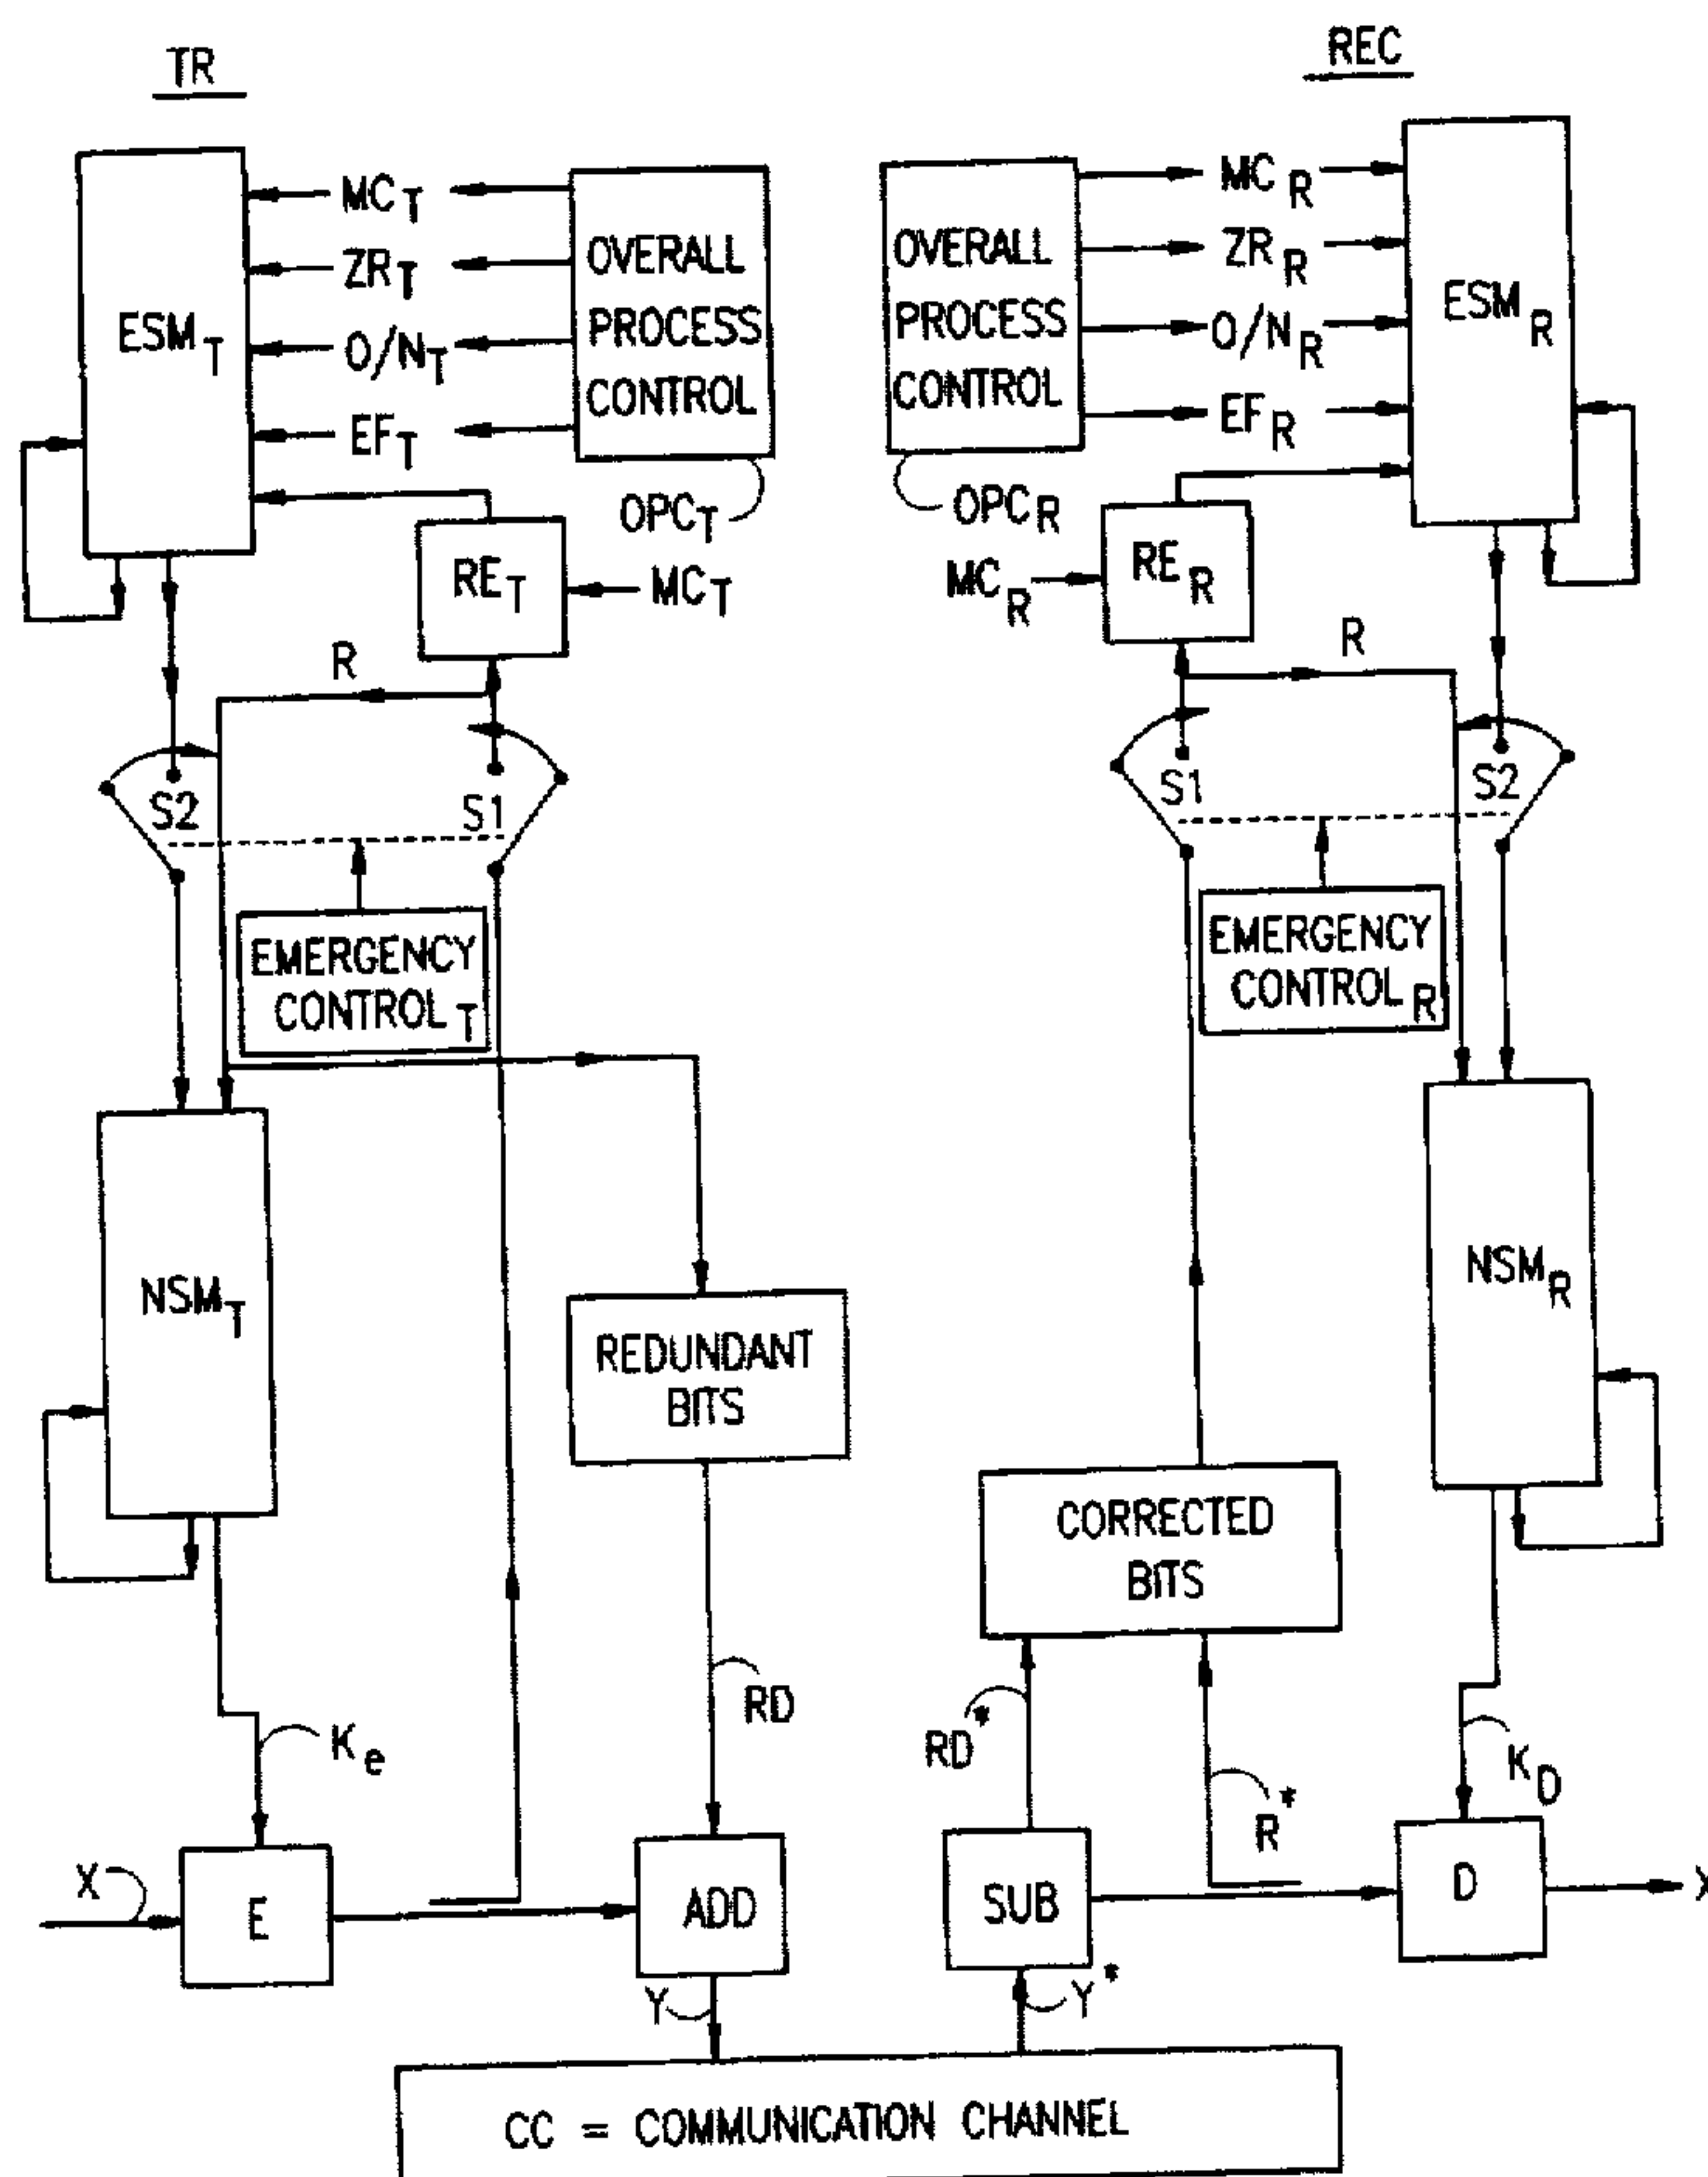 TR
REC
MC_T
ZR_T
O/N_T
EF_T
ESM_T
OVERALL
PROCESS
CONTROL
OPC_T
RE_T
MC_T
R
S2
S1
EMERGENCY
CONTROL_T
NSM_T
REDUNDANT
BITS
RD
K_e
X
E
ADD
Y
OVERALL
PROCESS
CONTROL
MC_R
ZR_R
O/N_R
EF_R
ESM_R
OPC_R
MC_R
RE_R
R
S1
S2
EMERGENCY
CONTROL_R
NSM_R
CORRECTED
BITS
RD*
R*
K_D
SUB
D
X
Y*
CC = COMMUNICATION CHANNEL